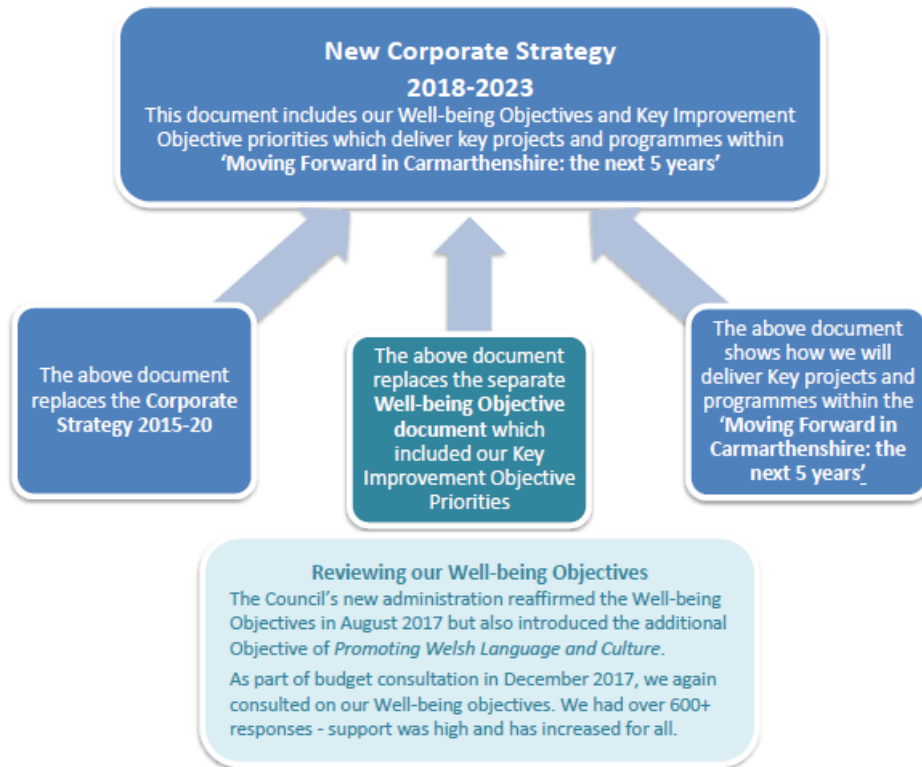 New Corporate Strategy
2018-2023
This document includes our Well-being Objectives and Key Improvement
Objective priorities which deliver key projects and programmes within
‘Moving Forward in Carmarthenshire: the next 5 years’
The above document
replaces the Corporate
Strategy 2015-20
The above document
replaces the separate
Well-being Objective
document which
included our Key
Improvement Objective
Priorities
The above document
shows how we will
deliver Key projects and
programmes within the
‘Moving Forward in
Carmarthenshire: the
next 5 years’
Reviewing our Well-being Objectives
The Council’s new administration reaffirmed the Well-being
Objectives in August 2017 but also introduced the additional
Objective of Promoting Welsh Language and Culture.
As part of budget consultation in December 2017, we again
consulted on our Well-being objectives. We had over 600+
responses - support was high and has increased for all.